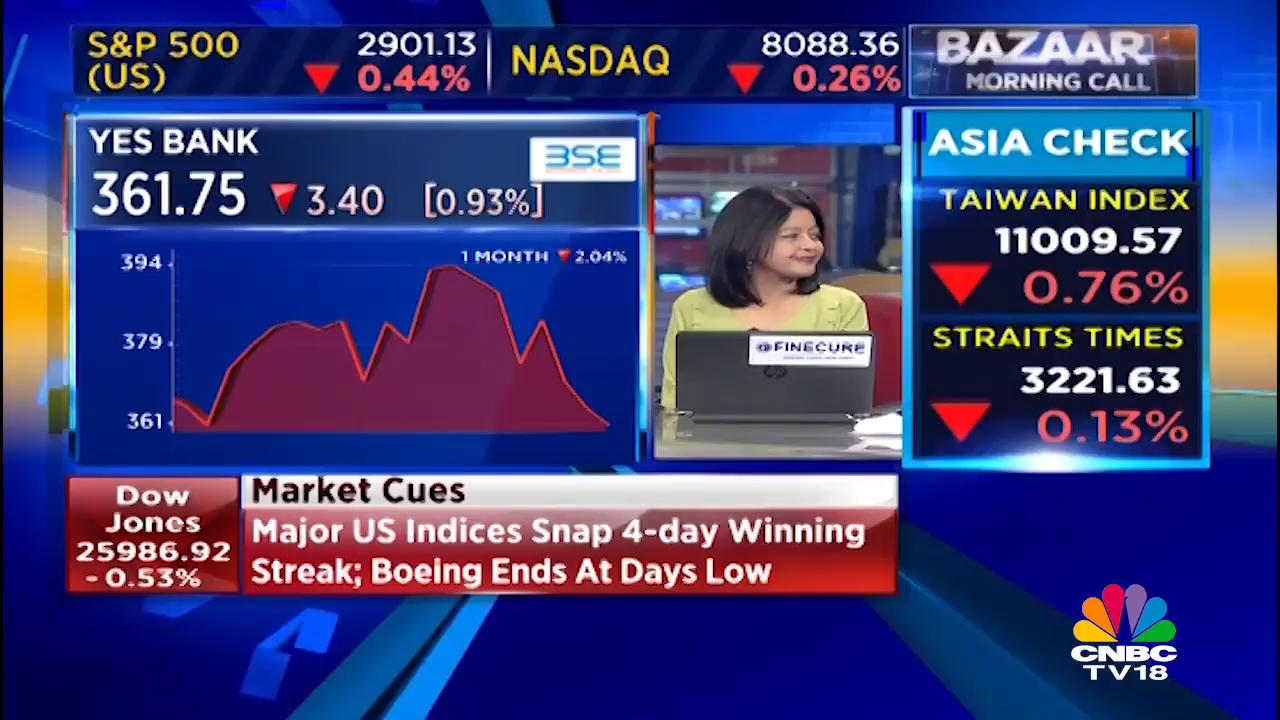 S&P 500
(US)
2901.13
0.44%
NASDAQ
8088.36
0.26%
BAZAAR
MORNING CALL
YES BANK
361.75
3.40
[0.93%]
BSE
1 MONTH
2.04%
394
379
361
@FINECURE
hp
ASIA CHECK
TAIWAN INDEX
11009.57
0.76%
STRAITS TIMES
3221.63
0.13%
Dow
Jones
25986.92
- 0.53%
Market Cues
Major US Indices Snap 4-day Winning
Streak; Boeing Ends At Days Low
CNBC
TV18